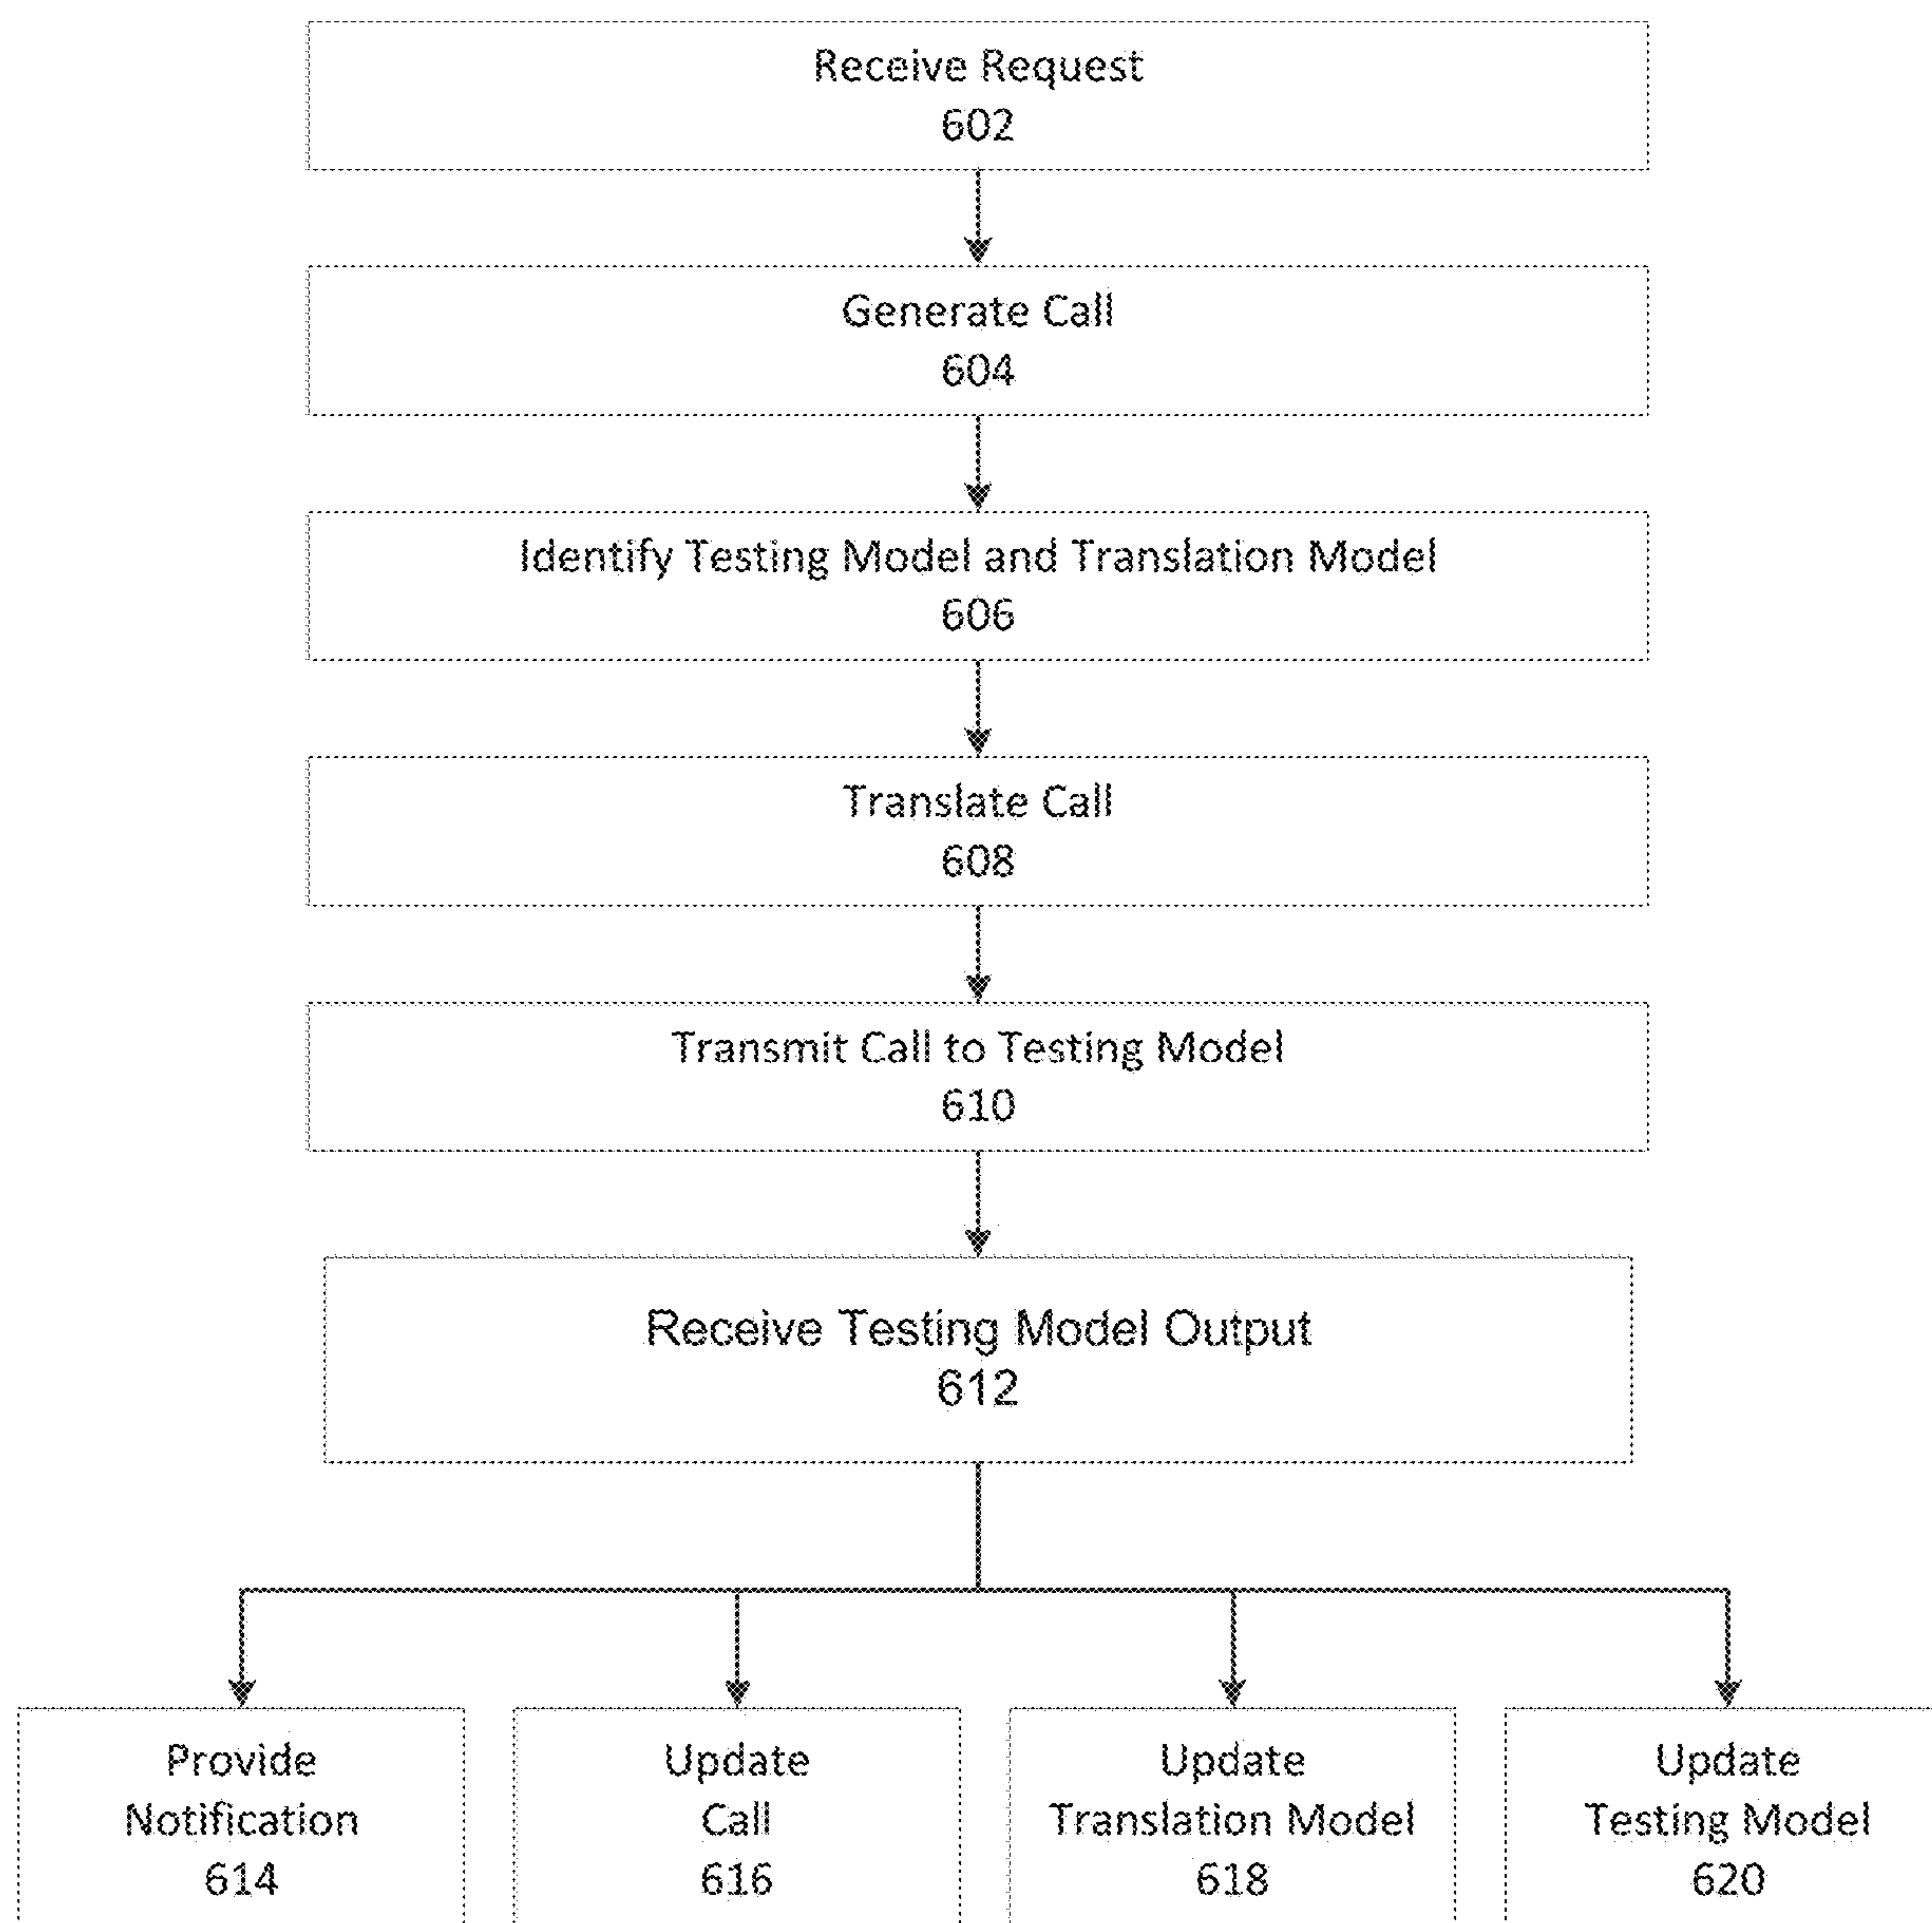 Receive Request
602
Generate Call
604
Identify Testing Model and Translation Model
606
Translate Call
608
Transmit Call to Testing Model
610
Receive Testing Model Output
612
Provide
Notification
614
Update
Call
616
Update
Translation Model
618
Update
Testing Model
620